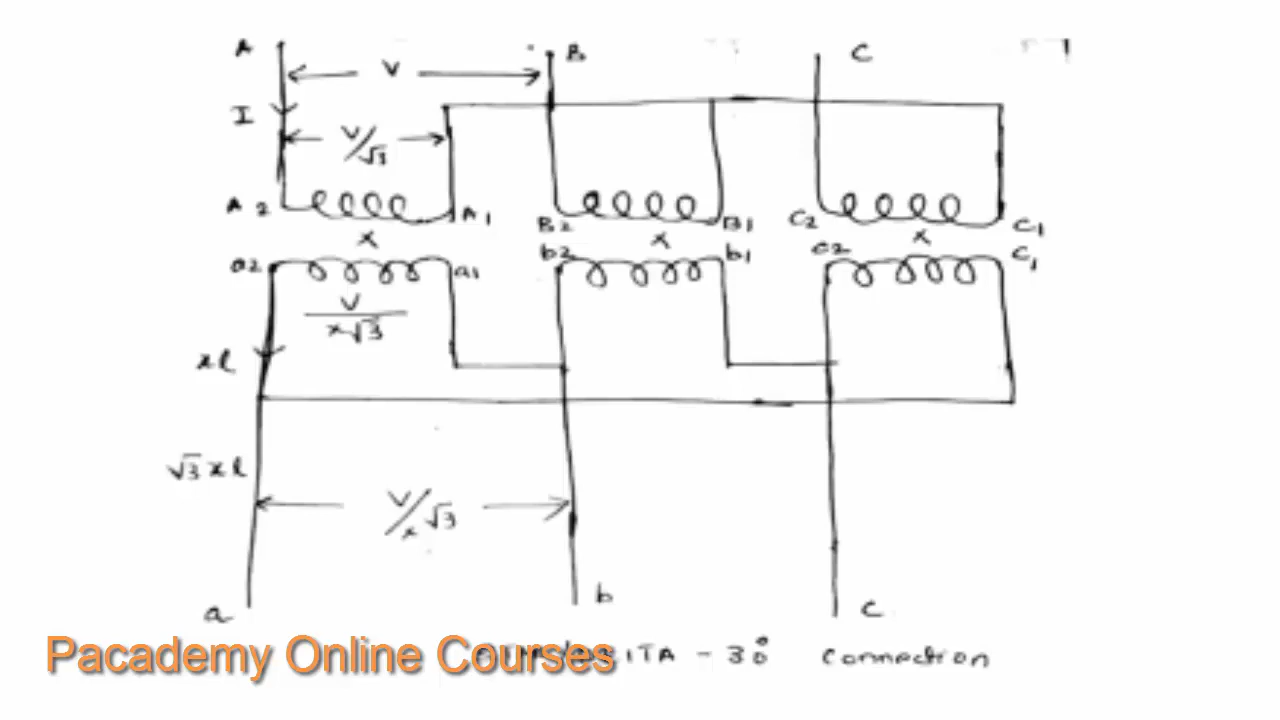 A B C
V
I
V/√3
A2 A1 B2 B1 C2 C1
x x x
a2 a1 b2 b1 c2 C1
V
x√3
xI
√3xI
V/x√3
a b c
Pacademy Online Courses
-30° Connection